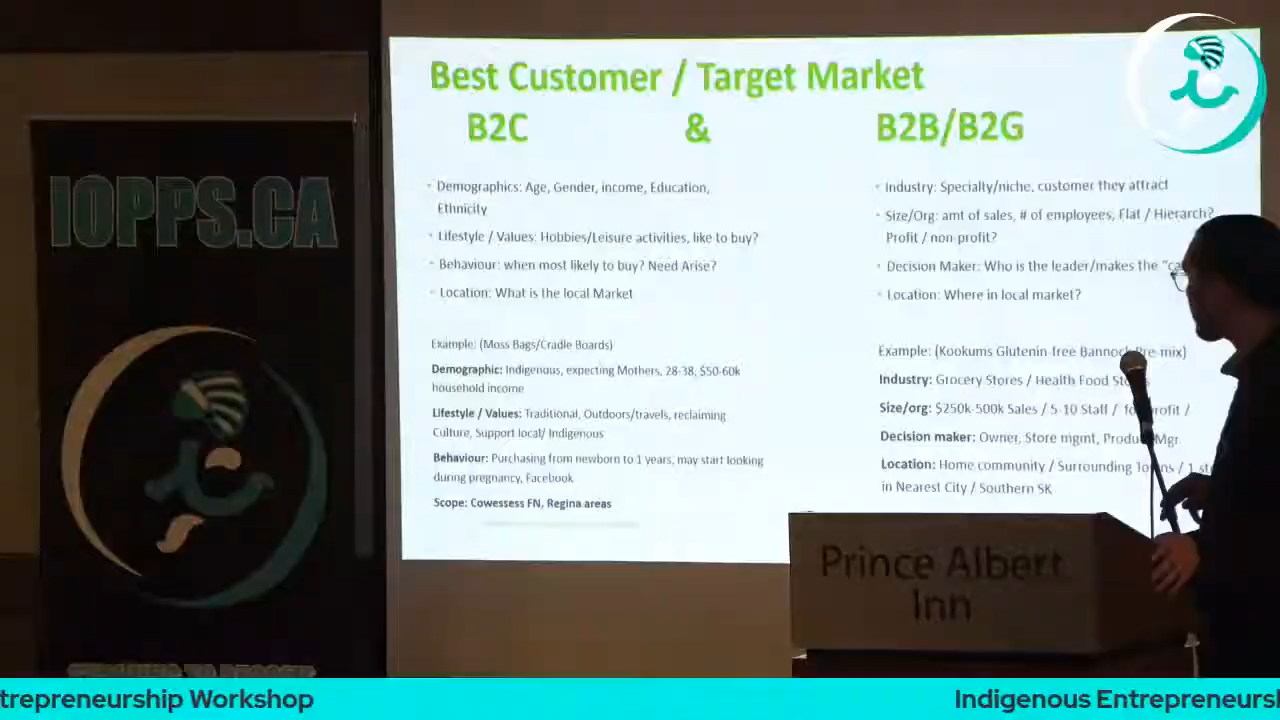 IOPPS.CA
Best Customer / Target Market
B2C & B2B/B2G
Demographics: Age, Gender, income, Education,
Ethnicity
Lifestyle / Values: Hobbies/Leisure activities, like to buy?
Behaviour: when most likely to buy? Need Arise?
Location: What is the local Market
Example: (Moss Bags/Cradle Boards)
Demographic: Indigenous, expecting Mothers, 28-38, $50-60k
household income
Lifestyle / Values: Traditional, Outdoors/travels, reclaiming
Culture, Support local/ Indigenous
Behaviour: Purchasing from newborn to 1 years, may start looking
during pregnancy, Facebook
Scope: Cowessess FN, Regina areas
Industry: Specialty/niche, customer they attract
Size/Org: amt of sales, # of employees, Flat / Hierarch?
Profit / non-profit?
Decision Maker: Who is the leader/makes the
Location: Where in local market?
Example: (Kookums Glutenin-free Bannock Pre-mix)
Industry: Grocery Stores / Health Food
Size/org: $250k-500k Sales / 5-10 Staff / /
Decision maker: Owner, Store mgmt, Mgr
Location: Home community / Surrounding / 1
in Nearest City / Southern SK
Prince Albert
Inn
trepreneurship Workshop
Indigenous Entrepreneurs